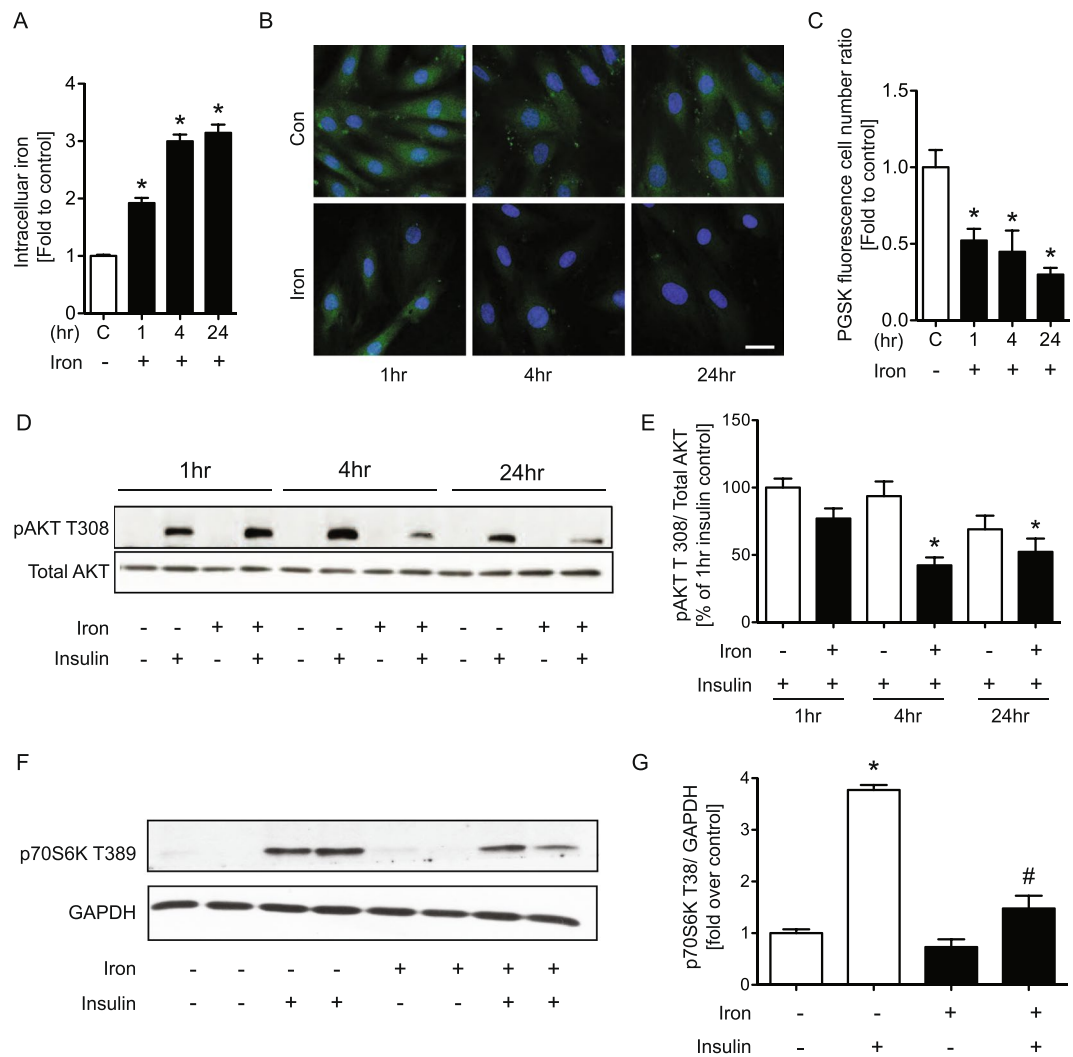 A
Intracelluar iron
[Fold to control]
4
3
2
1
0
*
*
*
(hr) C 1 4 24
Iron - + + +
B
Con
Iron
1hr 4hr 24hr
C
PGSK fluorescence cell number ratio
[Fold to control]
1.5
1.0
0.5
0.0
*
*
*
(hr) C 1 4 24
Iron - + + +
D
1hr 4hr 24hr
pAKT T308
Total AKT
Iron - - + + - - + + - - + +
Insulin - + - + - + - + - + - +
E
pAKT T 308/ Total AKT
[% of 1hr insulin control]
150
100
50
0
*
*
Iron - + - + - +
Insulin + + + + + +
1hr 4hr 24hr
F
p70S6K T389
GAPDH
Iron - - - - + + + +
Insulin - - + + - - + +
G
p70S6K T38/ GAPDH
[fold over control]
4
3
2
1
0
*
#
Iron - - + +
Insulin - + - +